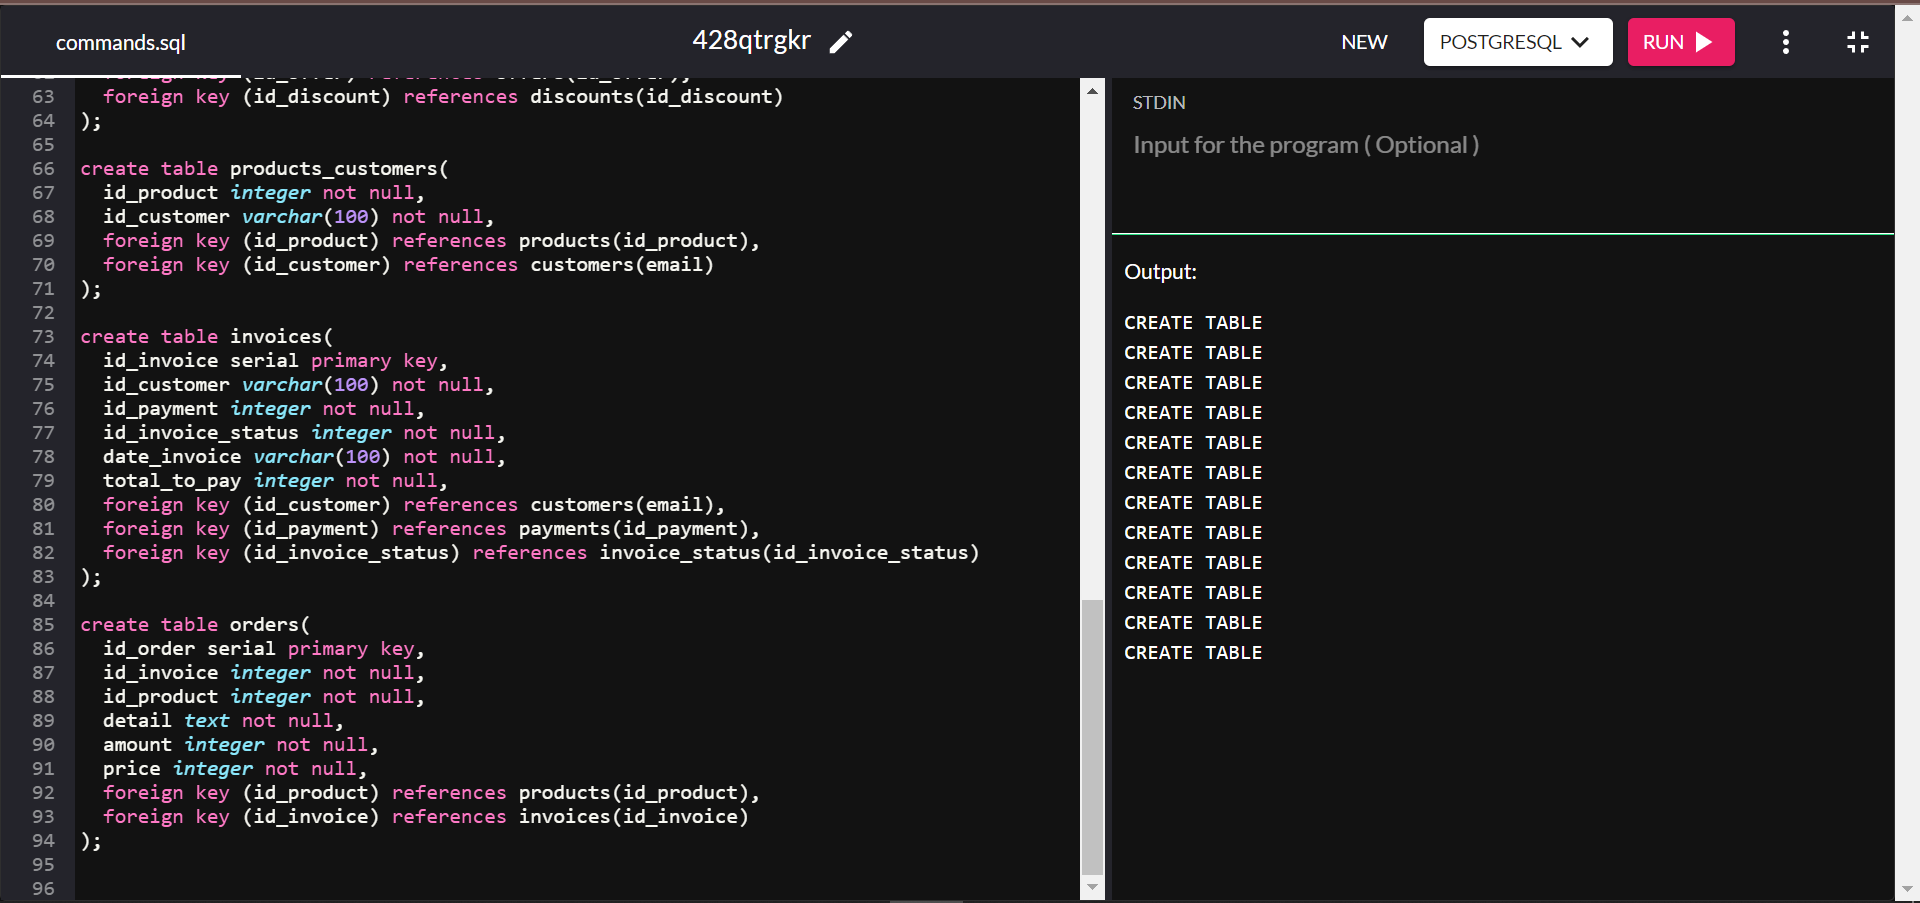 commands.sql
428qtrgkr
NEW
POSTGRESQL
RUN
63 foreign key (id_discount) references discounts(id_discount)
64 );
65
66 create table products_customers(
67 id_product integer not null,
68 id_customer varchar(100) not null,
69 foreign key (id_product) references products(id_product),
70 foreign key (id_customer) references customers(email)
71 );
72
73 create table invoices(
74 id_invoice serial primary key,
75 id_customer varchar(100) not null,
76 id_payment integer not null,
77 id_invoice_status integer not null,
78 date_invoice varchar(100) not null,
79 total_to_pay integer not null,
80 foreign key (id_customer) references customers(email),
81 foreign key (id_payment) references payments(id_payment),
82 foreign key (id_invoice_status) references invoice_status(id_invoice_status)
83 );
84
85 create table orders(
86 id_order serial primary key,
87 id_invoice integer not null,
88 id_product integer not null,
89 detail text not null,
90 amount integer not null,
91 price integer not null,
92 foreign key (id_product) references products(id_product),
93 foreign key (id_invoice) references invoices(id_invoice)
94 );
95
96
STDIN
Input for the program ( Optional )
Output:
CREATE TABLE
CREATE TABLE
CREATE TABLE
CREATE TABLE
CREATE TABLE
CREATE TABLE
CREATE TABLE
CREATE TABLE
CREATE TABLE
CREATE TABLE
CREATE TABLE
CREATE TABLE